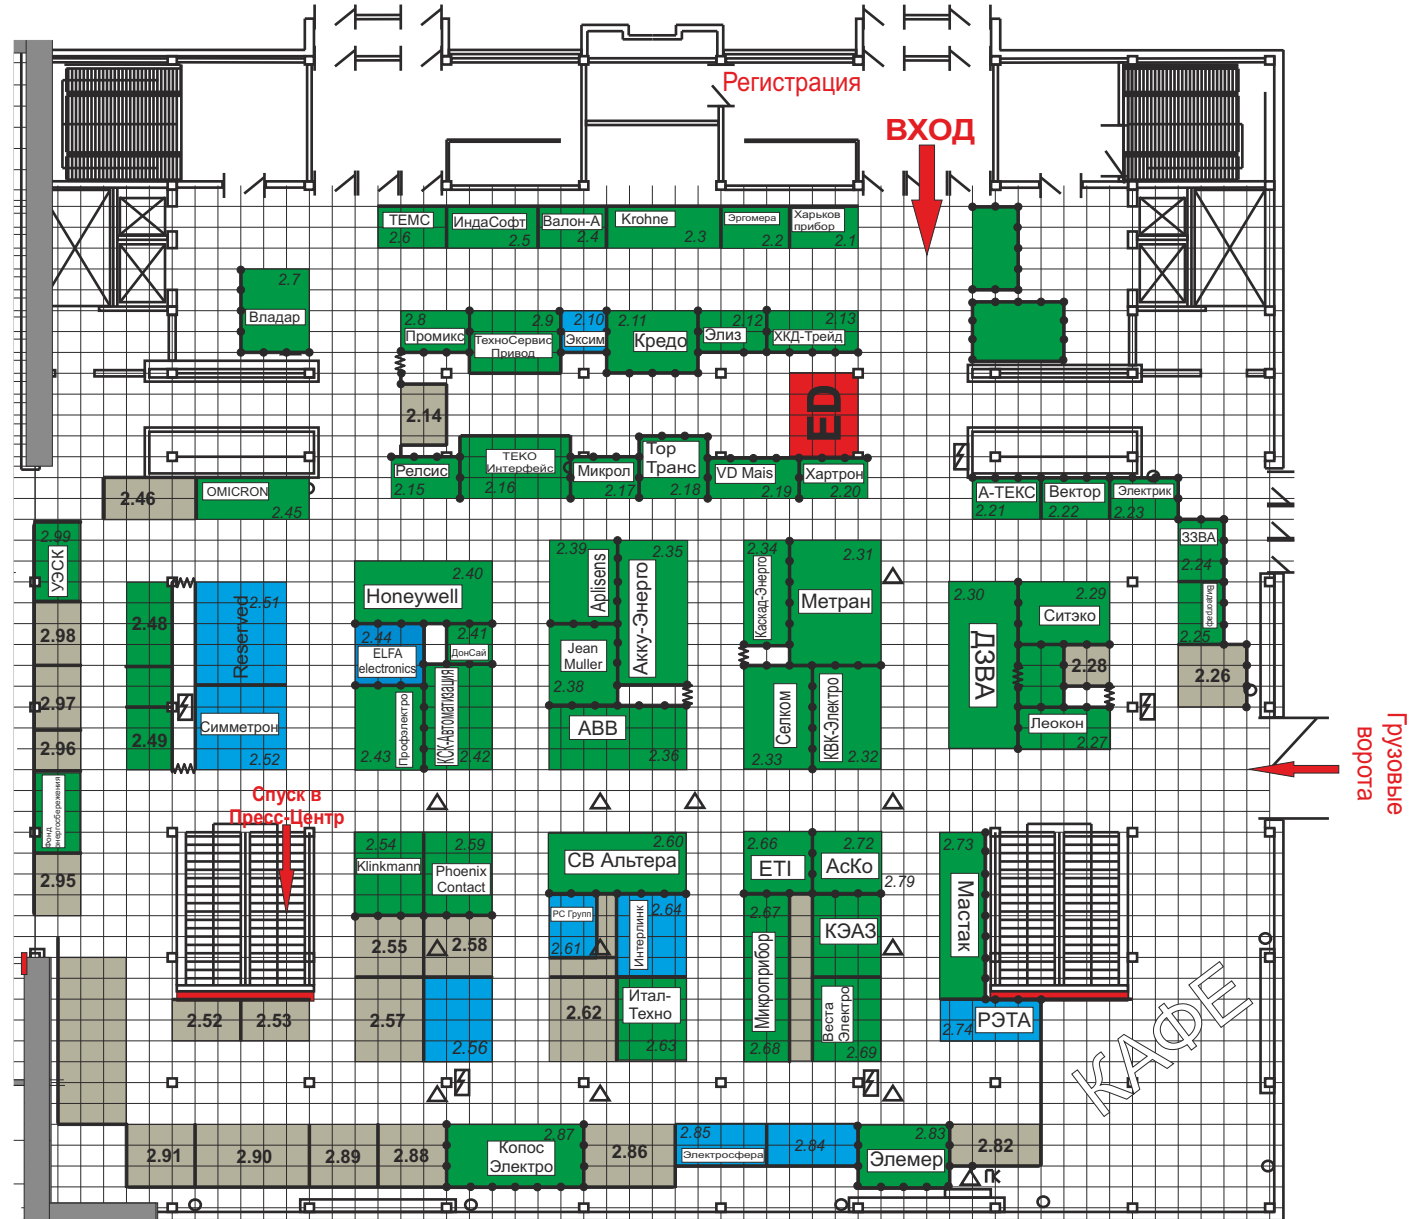 Регистрация
ВХОД
ТЕМС
2.6
ИндаСофт
2.5
Валон-А
2.4
Krohne
2.3
Эргомера
2.2
Харьков
прибор
2.1
2.7
Владар
2.8
Промикс
2.9
ТехноСервис
Привод
2.10
Эксим
2.11
Кредо
2.12
Элиз
2.13
ХКД-Трейд
ED
2.14
Релсис
2.15
ТЕКО
Интерфейс
2.16
Микрол
2.17
Тор
Транс
2.18
VD Mais
2.19
Хартрон
2.20
А-ТЕКС
2.21
Вектор
2.22
Электрик
2.23
2.46
OMICRON
2.45
2.99
УЭСК
ЗЗВА
2.24
Видеограф
2.25
2.26
2.98
2.97
2.96
Фонд
энергосбережения
2.95
2.48
2.49
Reserved
2.51
Симметрон
2.52
2.40
Honeywell
2.44
ELFA
electronics
2.41
ДонСай
Профэлектро
2.43
КСК-Автоматизация
2.42
2.39
Aplisens
2.35
Акку-Энерго
Jean
Muller
2.38
ABB
2.36
2.34
Каскад-Энерго
2.31
Метран
Селком
2.33
КВК-Электро
2.32
2.30
ДЗВА
2.29
Ситэко
2.28
Леокон
2.27
Грузовые
ворота
Спуск в
Пресс-Центр
2.54
Klinkmann
2.59
Phoenix
Contact
2.55
2.58
2.57
2.56
2.60
СВ Альтера
РС Групп
2.61
2.64
Интерлинк
2.62
Итал-
Техно
2.63
2.66
ETI
2.72
АсКо
2.79
2.67
Микроприбор
2.68
КЭАЗ
Веста
Электро
2.69
2.73
Мастак
2.74
РЭТА
КАФЕ
2.52
2.53
2.91
2.90
2.89
2.88
2.87
Копос
Электро
2.86
2.85
Электросфера
2.84
2.83
Элемер
2.82
ПК